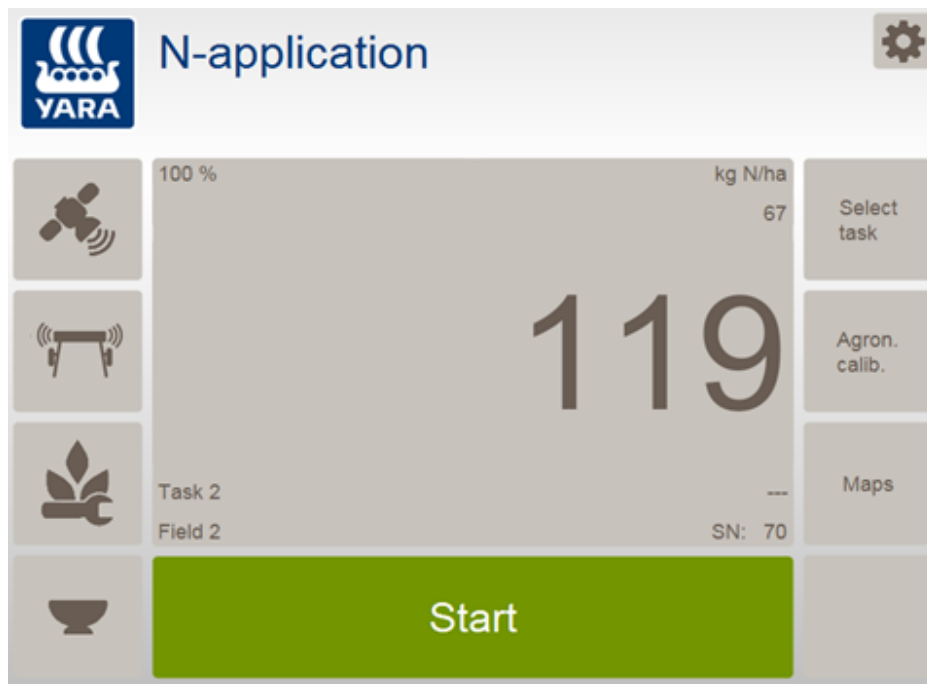 YARA
N-application
100 %
kg N/ha
67
119
Task 2
---
Field 2
SN: 70
Select
task
Agron.
calib.
Maps
Start